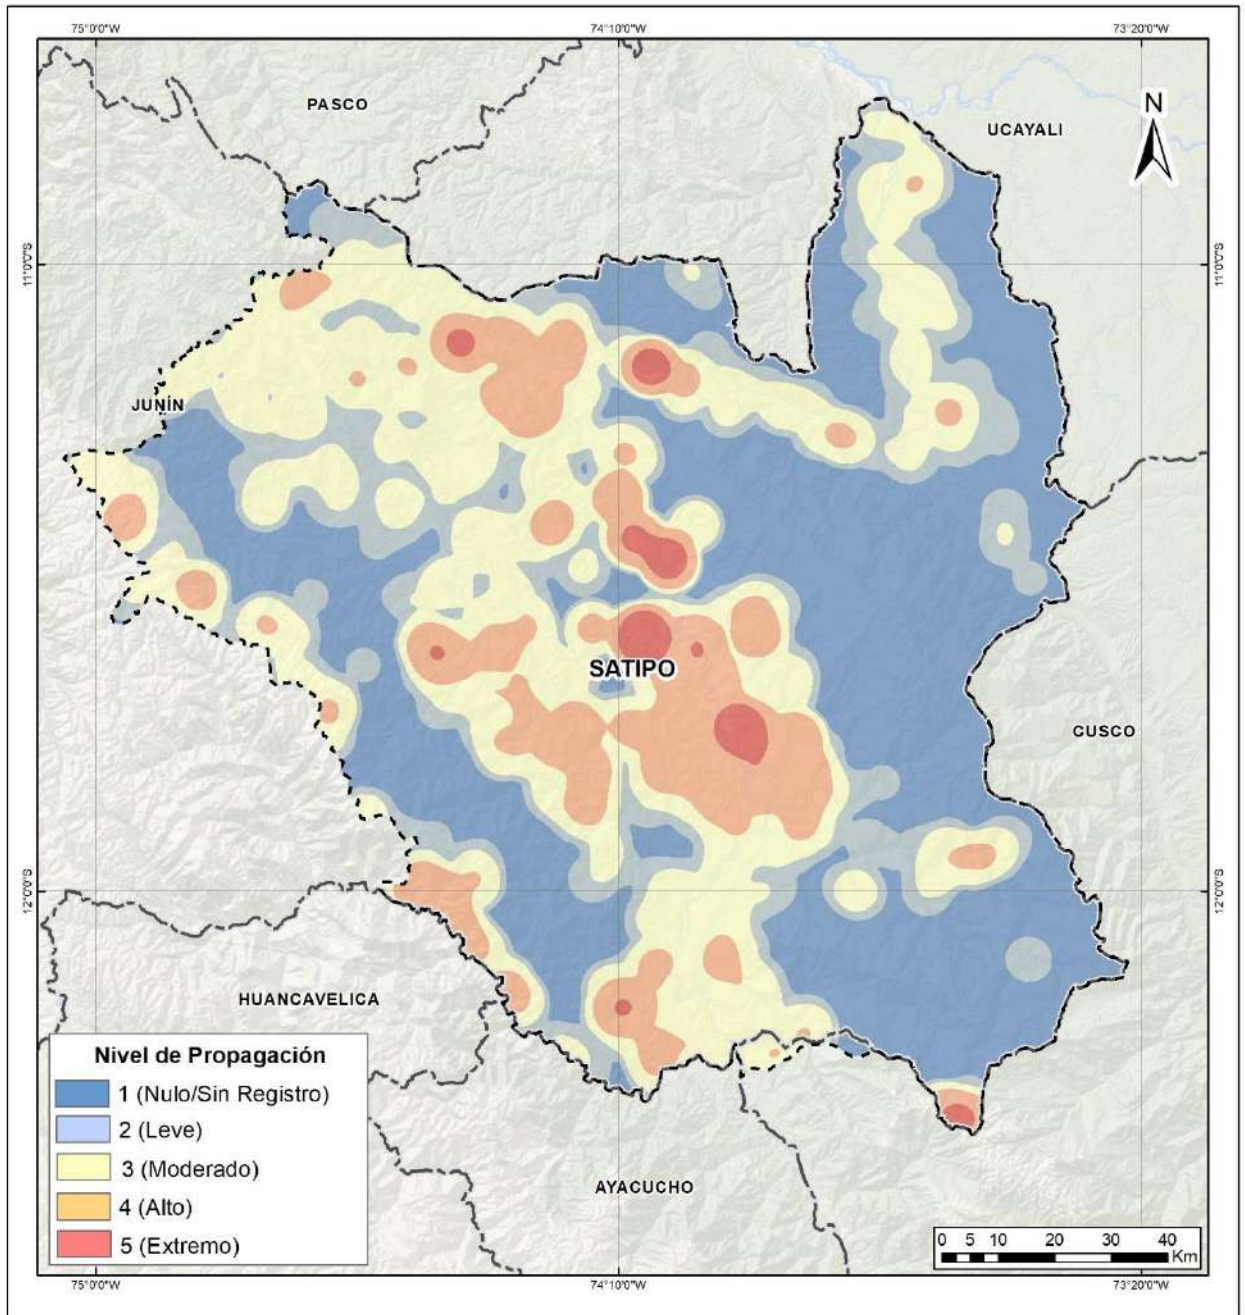 75°0'0"W 74°10'0"W 73°20'0"W
N
PASCO
UCAYALI
11°0'0"S 11°0'0"S
JUNÍN
SATIPO
CUSCO
12°0'0"S 12°0'0"S
HUANCAVELICA
Nivel de Propagación
1 (Nulo/Sin Registro)
2 (Leve)
3 (Moderado)
4 (Alto)
5 (Extremo)
AYACUCHO
0 5 10 20 30 40
Km
75°0'0"W 74°10'0"W 73°20'0"W